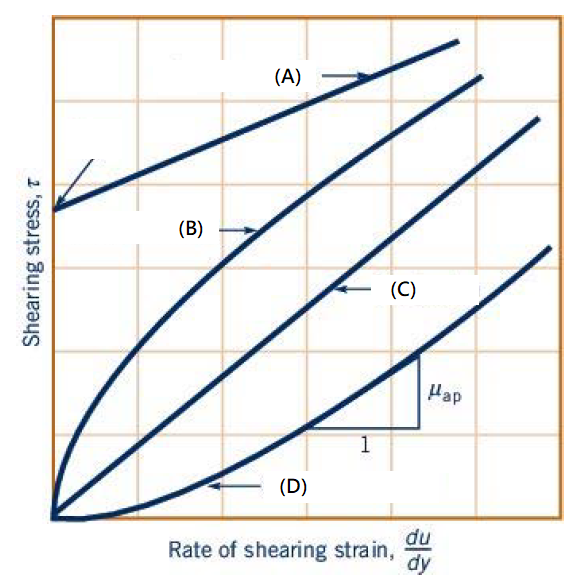 (A)
(B)
(C)
(D)
μap
1
Shearing stress, τ
Rate of shearing strain, du/dy